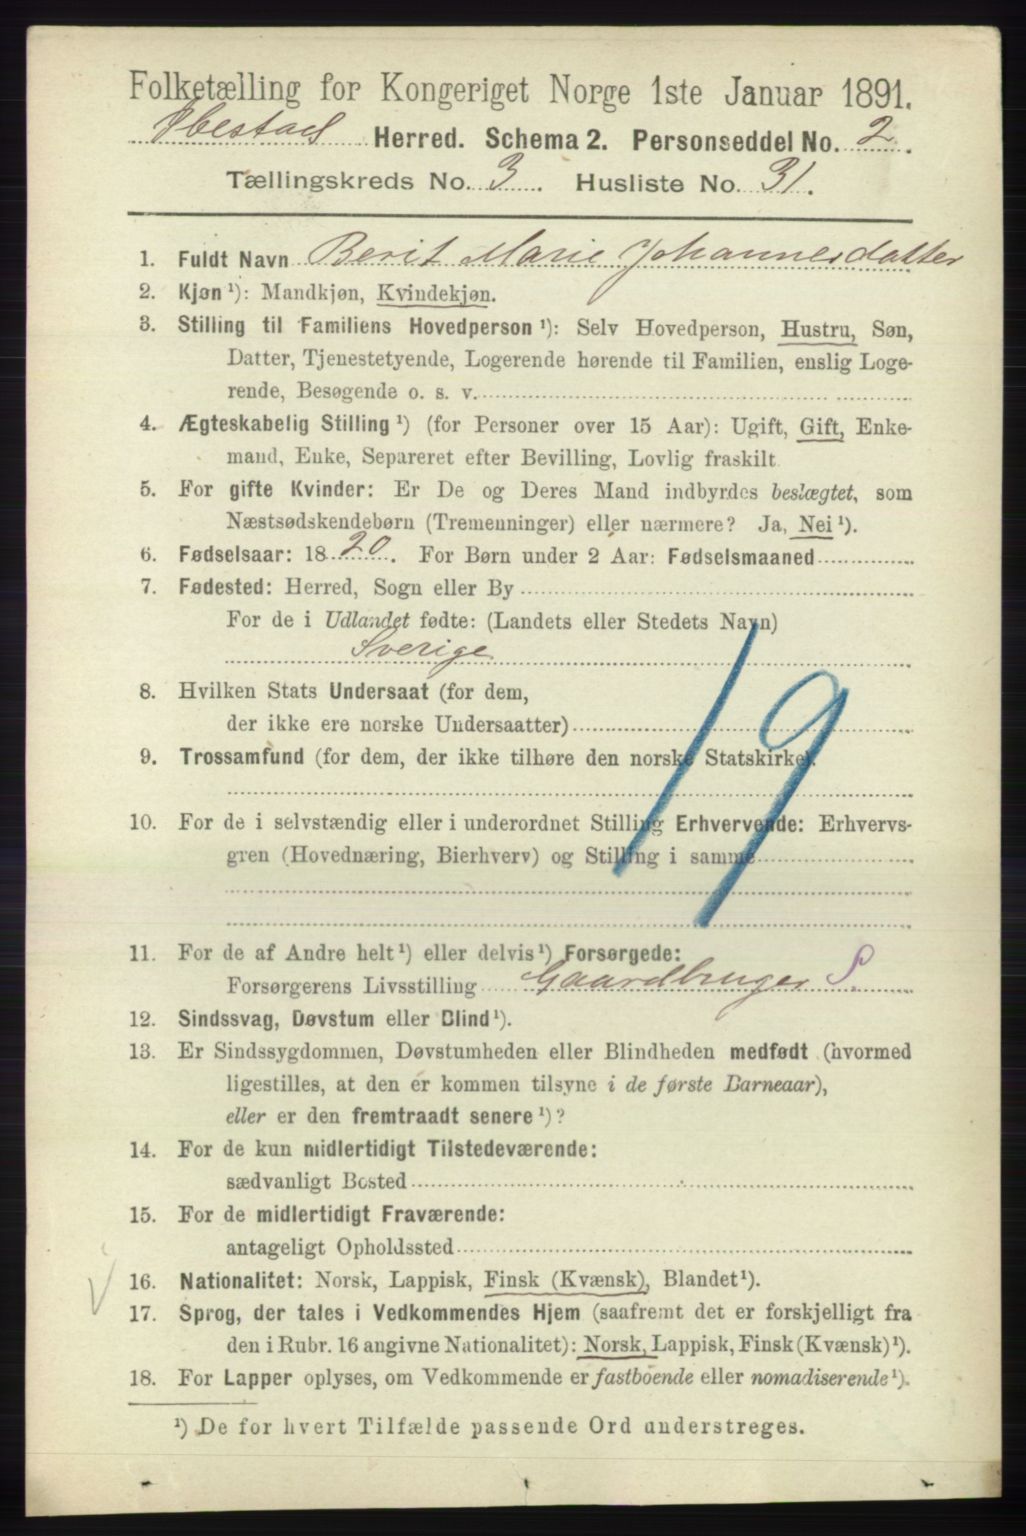 Folketælling for Kongeriget Norge 1ste Januar 1891.
Ibestad Herred. Schema 2. Personseddel No. 2.
Tællingskreds No. 3. Husliste No. 31.
1. Fuldt Navn Berit Marie Johannesdatter
2. Kjøn ¹): Mandkjøn, Kvindekjøn.
3. Stilling til Familiens Hovedperson ¹): Selv Hovedperson, Hustru, Søn,
Datter, Tjenestetyende, Logerende hørende til Familien, enslig Loge-
rende, Besøgende o. s. v.
4. Ægteskabelig Stilling ¹) (for Personer over 15 Aar): Ugift, Gift, Enke-
mand, Enke, Separeret efter Bevilling, Lovlig fraskilt
5. For gifte Kvinder: Er De og Deres Mand indbyrdes beslægtet, som
Næstsødskendebørn (Tremenninger) eller nærmere? Ja, Nei ¹).
6. Fødselsaar: 1820. For Børn under 2 Aar: Fødselsmaaned
7. Fødested: Herred, Sogn eller By
For de i Udlandet fødte: (Landets eller Stedets Navn)
Sverige
8. Hvilken Stats Undersaat (for dem,
der ikke ere norske Undersaatter)
9. Trossamfund (for dem, der ikke tilhøre den norske Statskirke).
19
10. For de i selvstændig eller i underordnet Stilling Erhvervende: Erhvervs-
gren (Hovednæring, Bierhverv) og Stilling i samme
11. For de af Andre helt ¹) eller delvis ¹) Forsørgede:
Forsørgerens Livsstilling Gaardbruger S.
12. Sindssvag, Døvstum eller Blind ¹).
13. Er Sindssygdommen, Døvstumheden eller Blindheden medfødt (hvormed
ligestilles, at den er kommen tilsyne i de første Barneaar),
eller er den fremtraadt senere ¹)?
14. For de kun midlertidigt Tilstedeværende:
sædvanligt Bosted
15. For de midlertidigt Fraværende:
antageligt Opholdssted
16. Nationalitet: Norsk, Lappisk, Finsk (Kvænsk), Blandet ¹).
17. Sprog, der tales i Vedkommendes Hjem (saafremt det er forskjelligt fra
den i Rubr. 16 angivne Nationalitet): Norsk, Lappisk, Finsk (Kvænsk) ¹).
18. For Lapper oplyses, om Vedkommende er fastboende eller nomadiserende ¹).
¹) De for hvert Tilfælde passende Ord understreges.